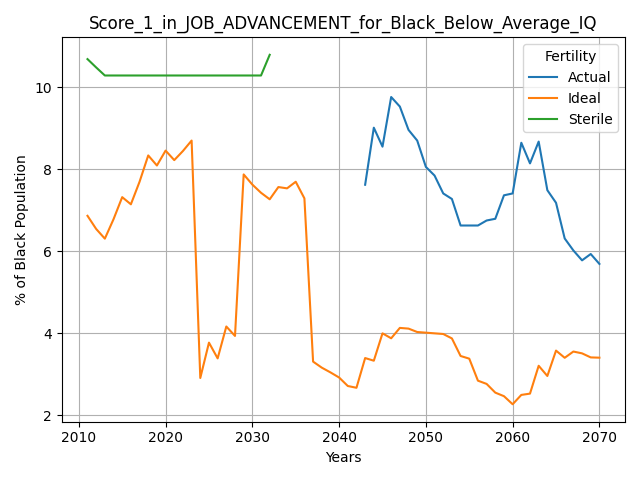 Score_1_in_JOB_ADVANCEMENT_for_Black_Below_Average_IQ
Fertility
Actual
Ideal
Sterile
% of Black Population
10
8
6
4
2
2010 2020 2030 2040 2050 2060 2070
Years